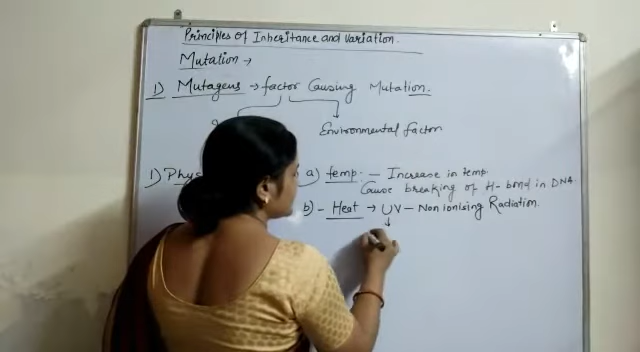 Principles of Inheritance and Variation.
Mutation →
1) Mutagens → factor Causing Mutation.
Environmental factor
1) Phys
a) temp. — Increase in temp.
Cause breaking of H-bond in DNA
b) - Heat → UV — Non ionising Radiation.